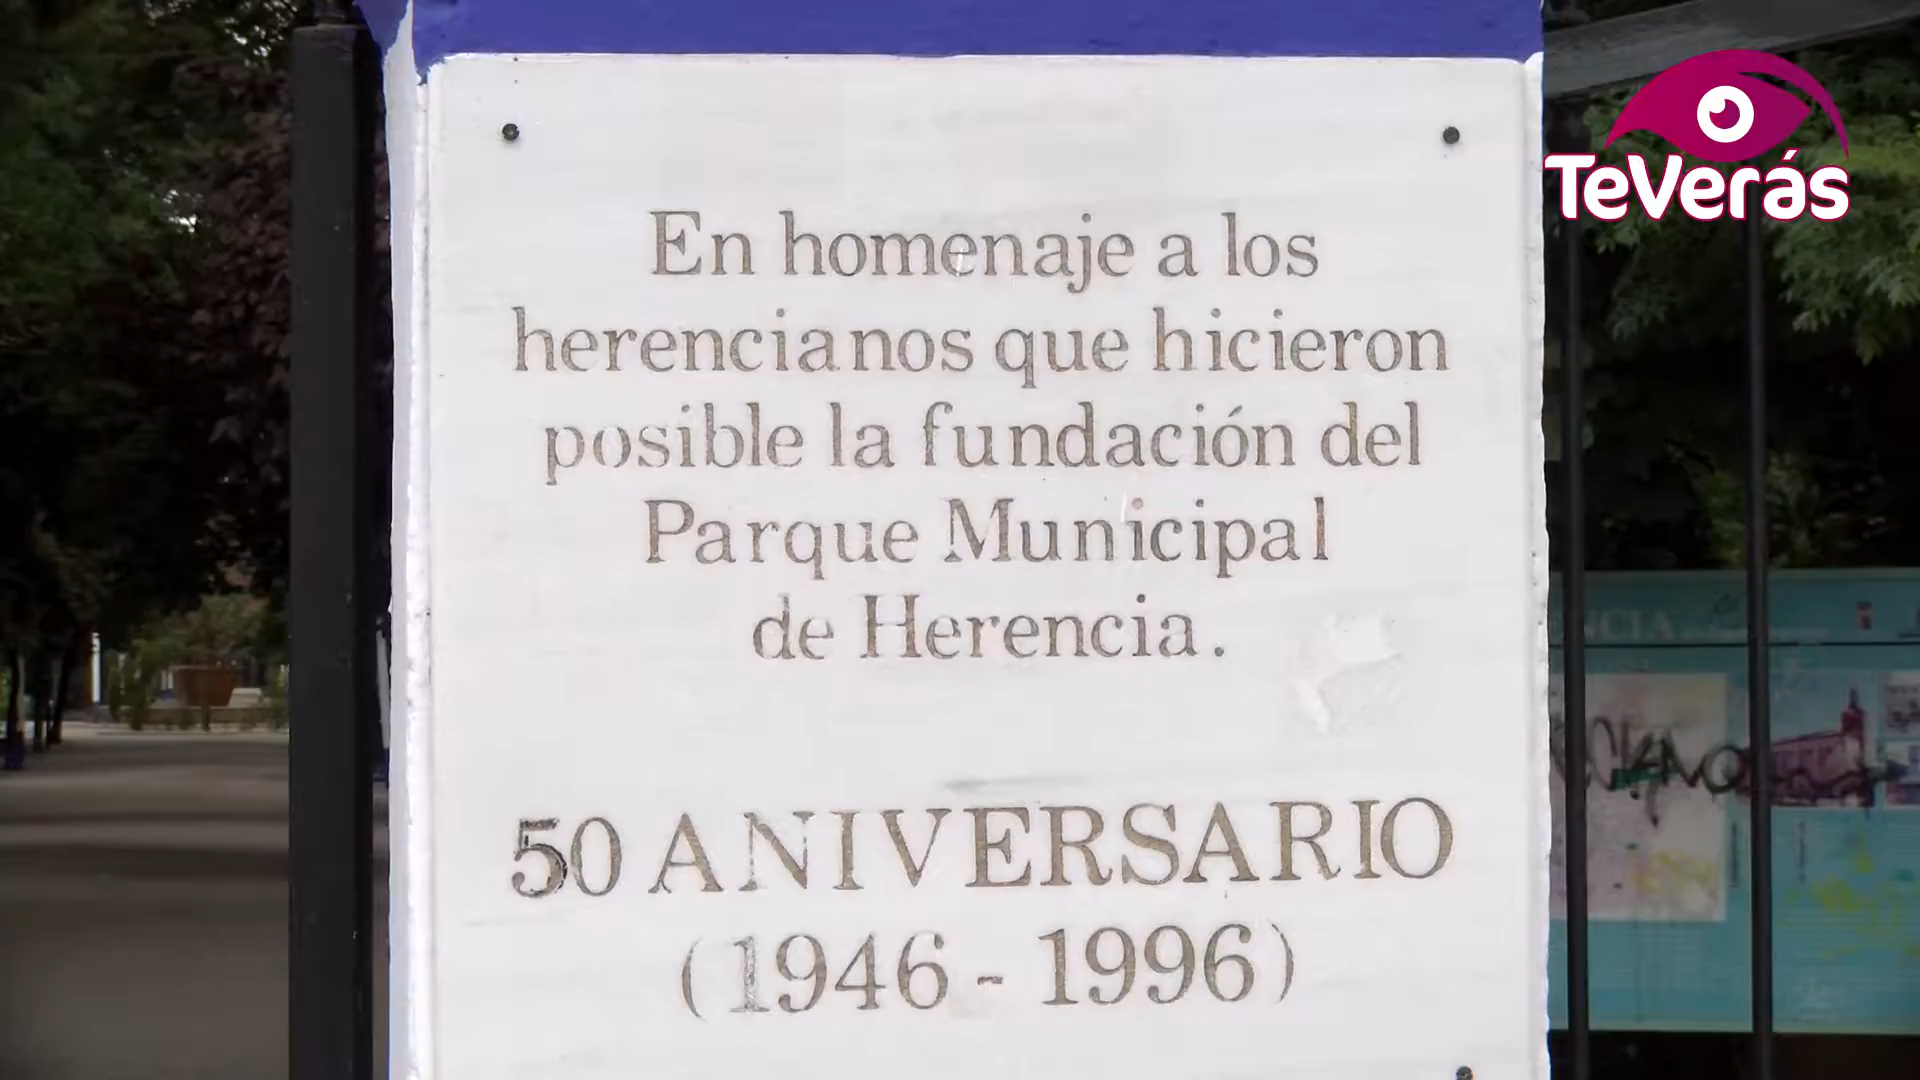 TeVerás
En homenaje a los
herencianos que hicieron
posible la fundación del
Parque Municipal
de Herencia.
50 ANIVERSARIO
(1946 - 1996)